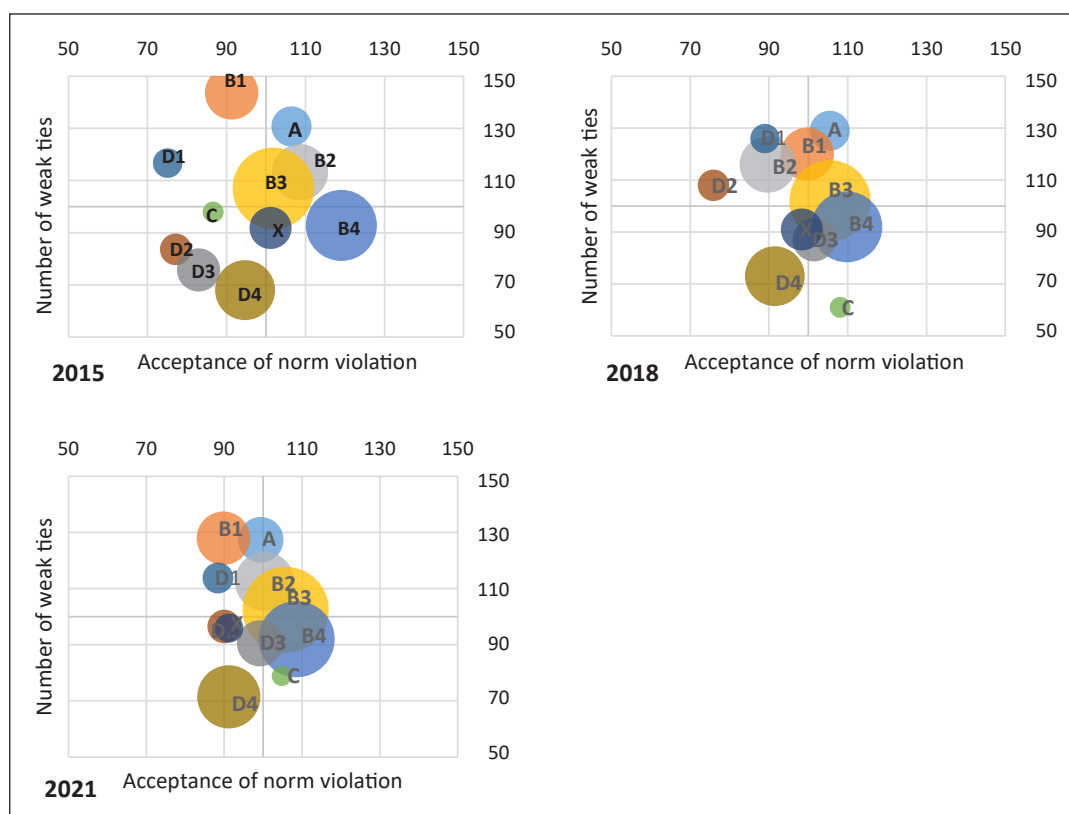 50 70 90 110 130 150
150
130
110
90
70
50
Number of weak ties
B1
A
D1
B2
B3
C
X
B4
D2
D3
D4
Acceptance of norm violation
2015
50 70 90 110 130 150
150
130
110
90
70
50
Number of weak ties
D1
A
B1
B2
D2
B3
X
B4
D3
D4
C
Acceptance of norm violation
2018
50 70 90 110 130 150
150
130
110
90
70
50
Number of weak ties
B1
A
D1
B2
B3
D3
B4
C
D4
Acceptance of norm violation
2021